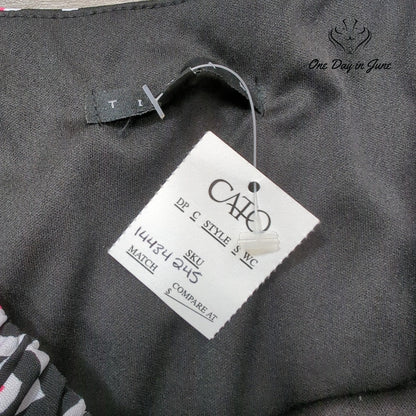 One Day in June
CATO
DP C STYLE S WC
SKU
14434245
MATCH
COMPARE AT
$